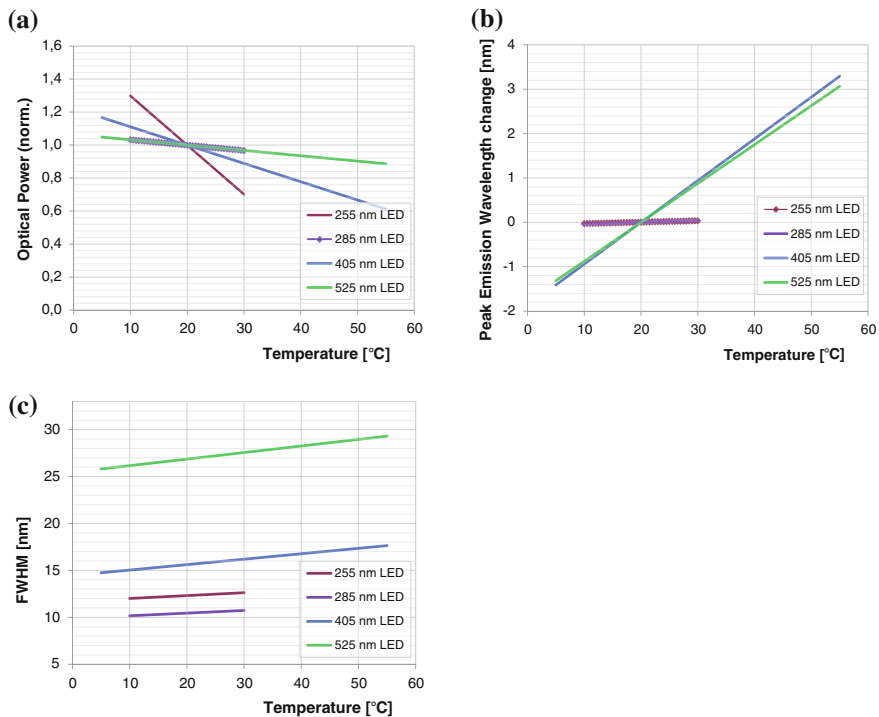 (a)
1,6
1,4
1,2
1,0
0,8
0,6
0,4
0,2
0,0
Optical Power (norm.)
0 10 20 30 40 50 60
Temperature [°C]
255 nm LED
285 nm LED
405 nm LED
525 nm LED
(b)
4
3
2
1
0
-1
-2
Peak Emission Wavelength change [nm]
0 10 20 30 40 50 60
Temperature [°C]
255 nm LED
285 nm LED
405 nm LED
525 nm LED
(c)
30
25
20
15
10
5
FWHM [nm]
0 10 20 30 40 50 60
Temperature [°C]
255 nm LED
285 nm LED
405 nm LED
525 nm LED